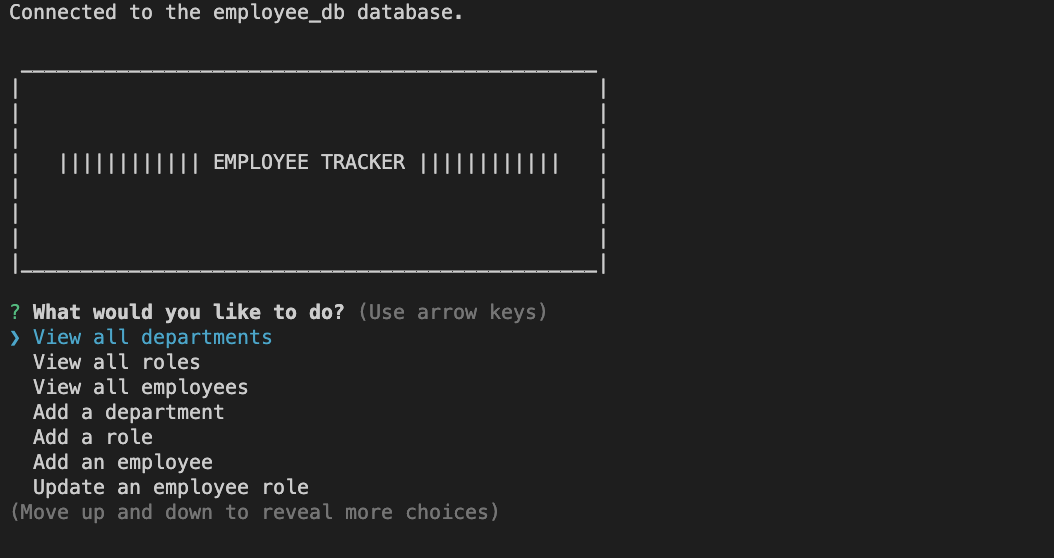 Connected to the employee_db database.
|||||||||||| EMPLOYEE TRACKER ||||||||||||
? What would you like to do? (Use arrow keys)
❯ View all departments
View all roles
View all employees
Add a department
Add a role
Add an employee
Update an employee role
(Move up and down to reveal more choices)